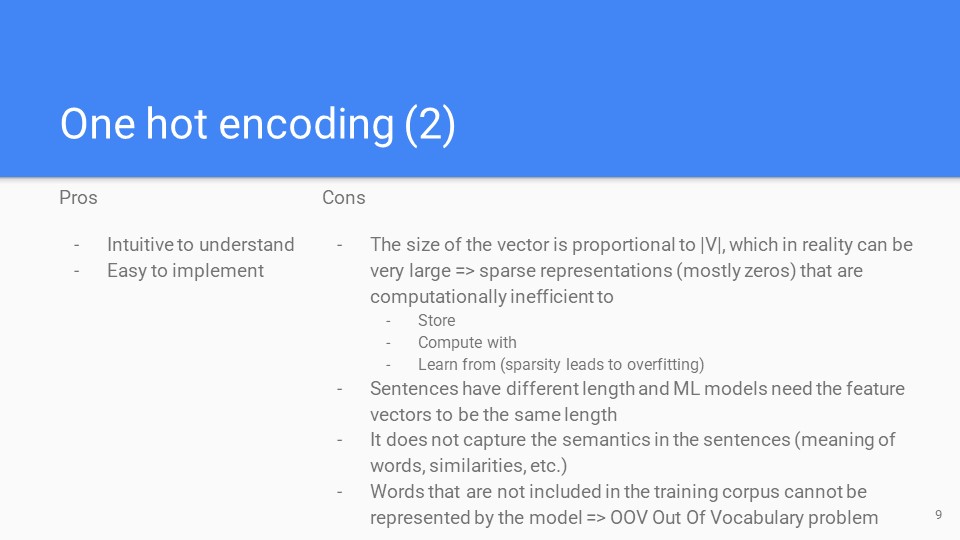 One hot encoding (2)
Pros
- Intuitive to understand
- Easy to implement
Cons
- The size of the vector is proportional to |V|, which in reality can be
very large => sparse representations (mostly zeros) that are
computationally inefficient to
- Store
- Compute with
- Learn from (sparsity leads to overfitting)
- Sentences have different length and ML models need the feature
vectors to be the same length
- It does not capture the semantics in the sentences (meaning of
words, similarities, etc.)
- Words that are not included in the training corpus cannot be
represented by the model => OOV Out Of Vocabulary problem
9